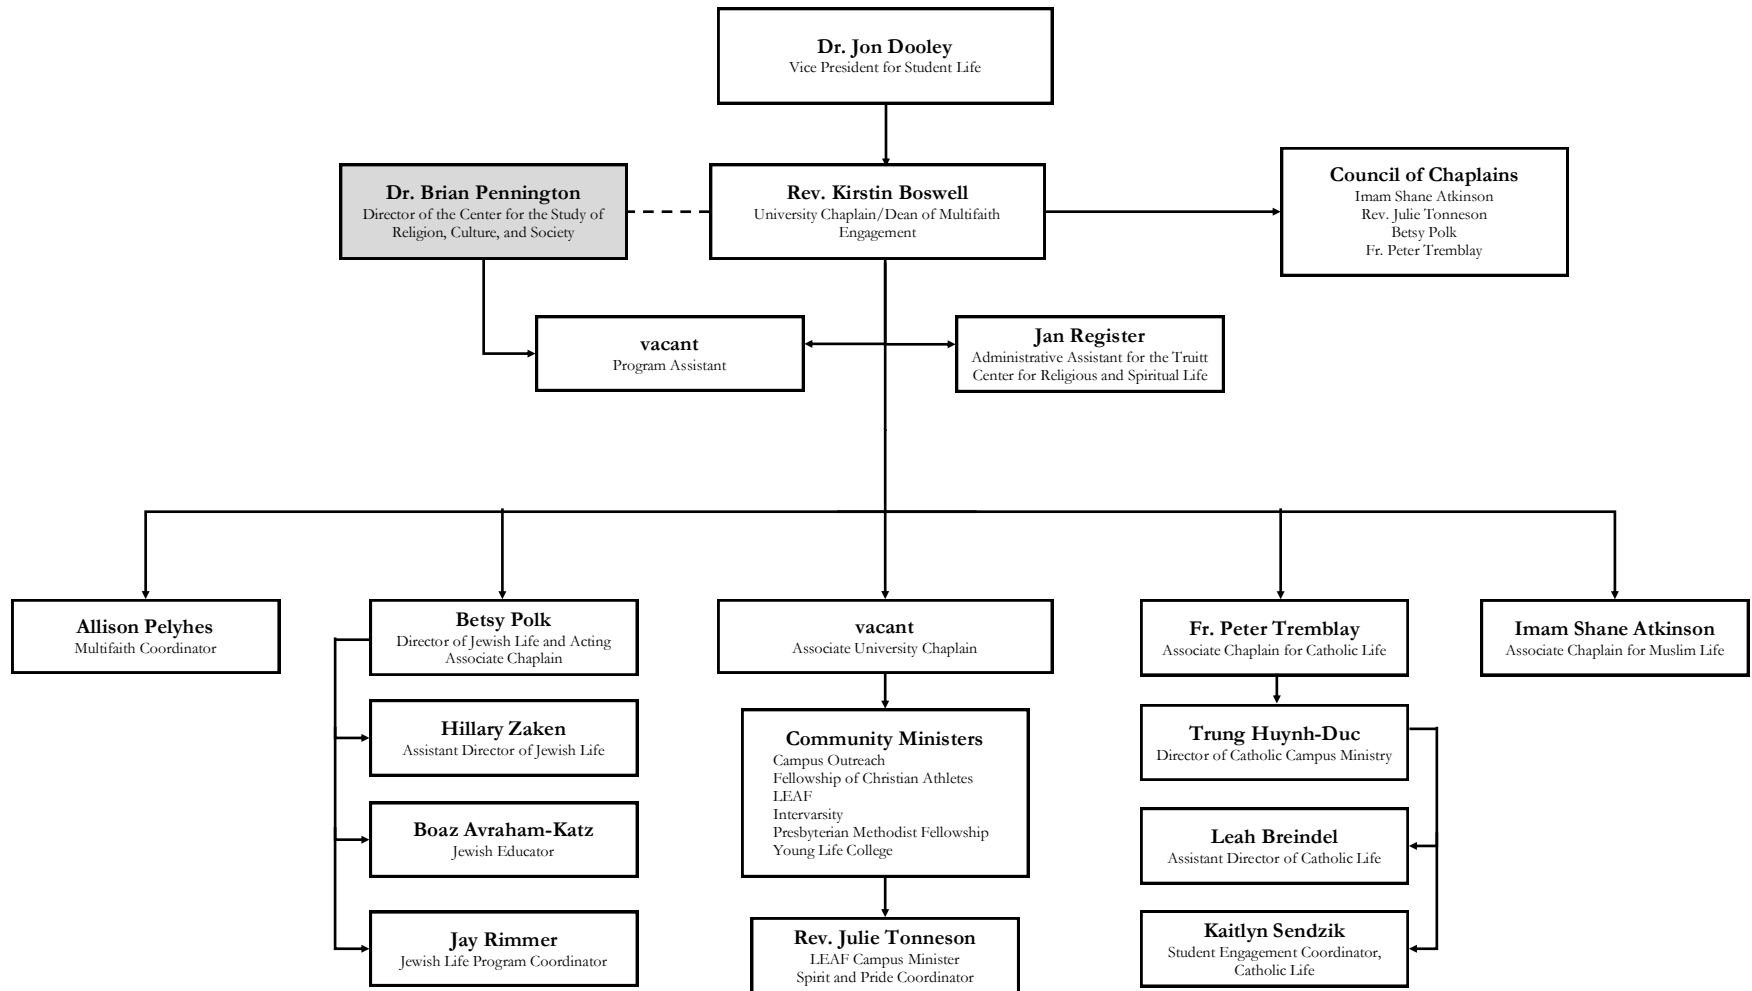 Dr. Jon Dooley
Vice President for Student Life
Dr. Brian Pennington
Director of the Center for the Study of
Religion, Culture, and Society
Rev. Kirstin Boswell
University Chaplain/Dean of Multifaith
Engagement
Council of Chaplains
Imam Shane Atkinson
Rev. Julie Tonneson
Betsy Polk
Fr. Peter Tremblay
vacant
Program Assistant
Jan Register
Administrative Assistant for the Truitt
Center for Religious and Spiritual Life
Allison Pelyhes
Multifaith Coordinator
Betsy Polk
Director of Jewish Life and Acting
Associate Chaplain
Hillary Zaken
Assistant Director of Jewish Life
Boaz Avraham-Katz
Jewish Educator
Jay Rimmer
Jewish Life Program Coordinator
vacant
Associate University Chaplain
Community Ministers
Campus Outreach
Fellowship of Christian Athletes
LEAF
Intervarsity
Presbyterian Methodist Fellowship
Young Life College
Rev. Julie Tonneson
LEAF Campus Minister
Spirit and Pride Coordinator
Fr. Peter Tremblay
Associate Chaplain for Catholic Life
Trung Huynh-Duc
Director of Catholic Campus Ministry
Leah Breindel
Assistant Director of Catholic Life
Kaitlyn Sendzik
Student Engagement Coordinator,
Catholic Life
Imam Shane Atkinson
Associate Chaplain for Muslim Life